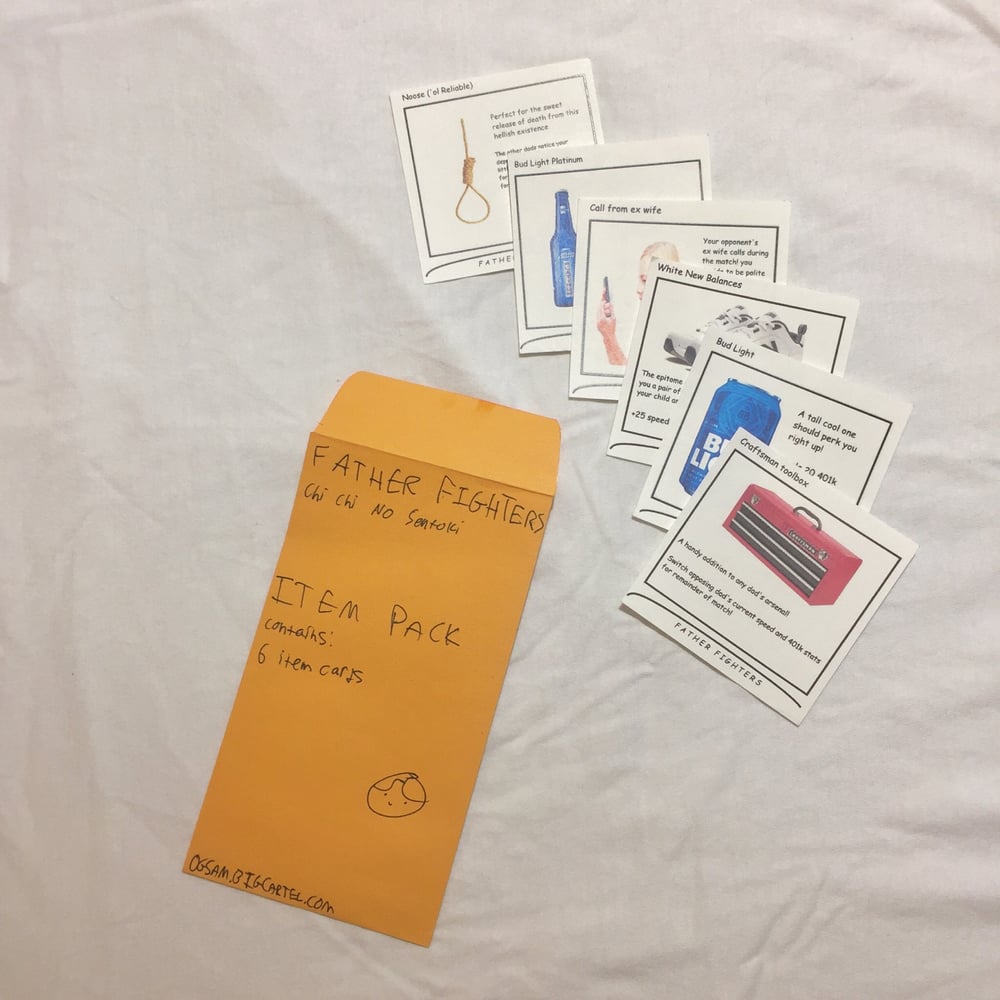 Noose ('ol Reliable)
Perfect for the sweet
release of death from this
hellish existence
The other dads notice your
FATHE
Bud Light Platinum
Call from ex wife
Your opponent's
ex wife calls during
the match! you
to be polite
White New Balances
The epitome
you a pair of
your child ar
+25 speed
Bud Light
A tall cool one
should perk you
right up!
20 401k
Craftsman toolbox
CRAFTSMAN
A handy addition to any dad's arsenal!
Switch opposing dad's current speed and 401k stats
for remainder of match!
FATHER FIGHTERS
FATHER FIGHTERS
Chi Chi NO Sentoki
ITEM PACK
contains:
6 item cards
OGSAM.BIGCARTEL.COM